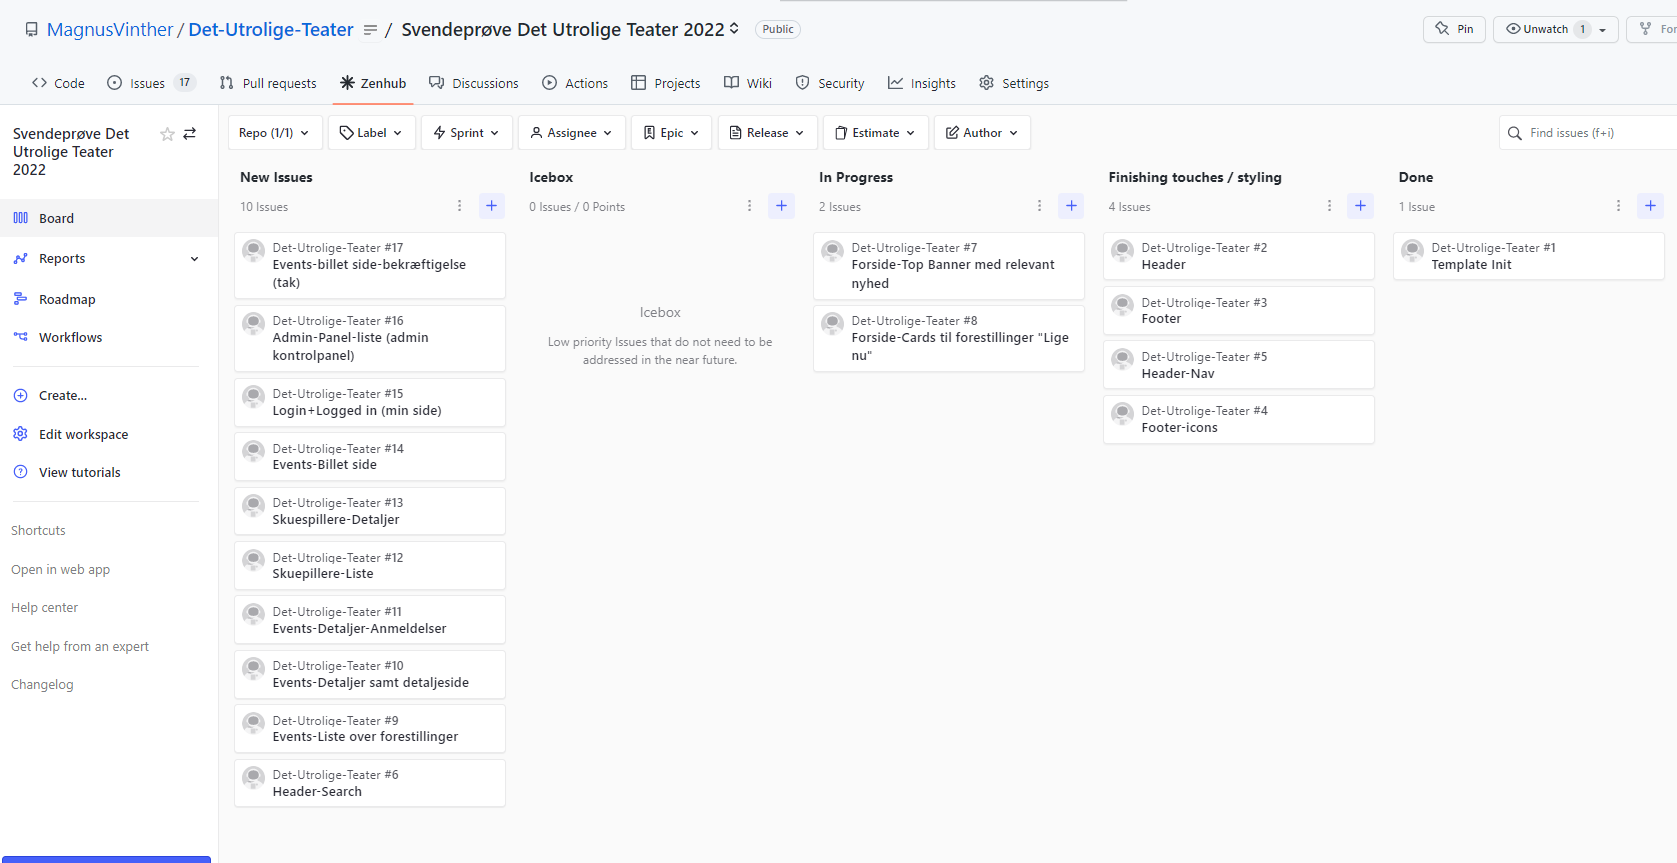 MagnusVinther / Det-Utrolige-Teater / Svendeprøve Det Utrolige Teater 2022 Public Pin Unwatch 1
Code Issues 17 Pull requests Zenhub Discussions Actions Projects Wiki Security Insights Settings
Svendeprøve Det
Utrolige Teater
2022
Board
Reports
Roadmap
Workflows
Create...
Edit workspace
View tutorials
Shortcuts
Open in web app
Help center
Get help from an expert
Changelog
Repo (1/1) Label Sprint Assignee Epic Release Estimate Author Find issues (f+i)
New Issues
10 Issues
Det-Utrolige-Teater #17
Events-billet side-bekræftigelse
(tak)
Det-Utrolige-Teater #16
Admin-Panel-liste (admin
kontrolpanel)
Det-Utrolige-Teater #15
Login+Logged in (min side)
Det-Utrolige-Teater #14
Events-Billet side
Det-Utrolige-Teater #13
Skuespillere-Detaljer
Det-Utrolige-Teater #12
Skuepillere-Liste
Det-Utrolige-Teater #11
Events-Detaljer-Anmeldelser
Det-Utrolige-Teater #10
Events-Detaljer samt detaljeside
Det-Utrolige-Teater #9
Events-Liste over forestillinger
Det-Utrolige-Teater #6
Header-Search
Icebox
0 Issues / 0 Points
Icebox
Low priority Issues that do not need to be
addressed in the near future.
In Progress
2 Issues
Det-Utrolige-Teater #7
Forside-Top Banner med relevant
nyhed
Det-Utrolige-Teater #8
Forside-Cards til forestillinger "Lige
nu"
Finishing touches / styling
4 Issues
Det-Utrolige-Teater #2
Header
Det-Utrolige-Teater #3
Footer
Det-Utrolige-Teater #5
Header-Nav
Det-Utrolige-Teater #4
Footer-icons
Done
1 Issue
Det-Utrolige-Teater #1
Template Init